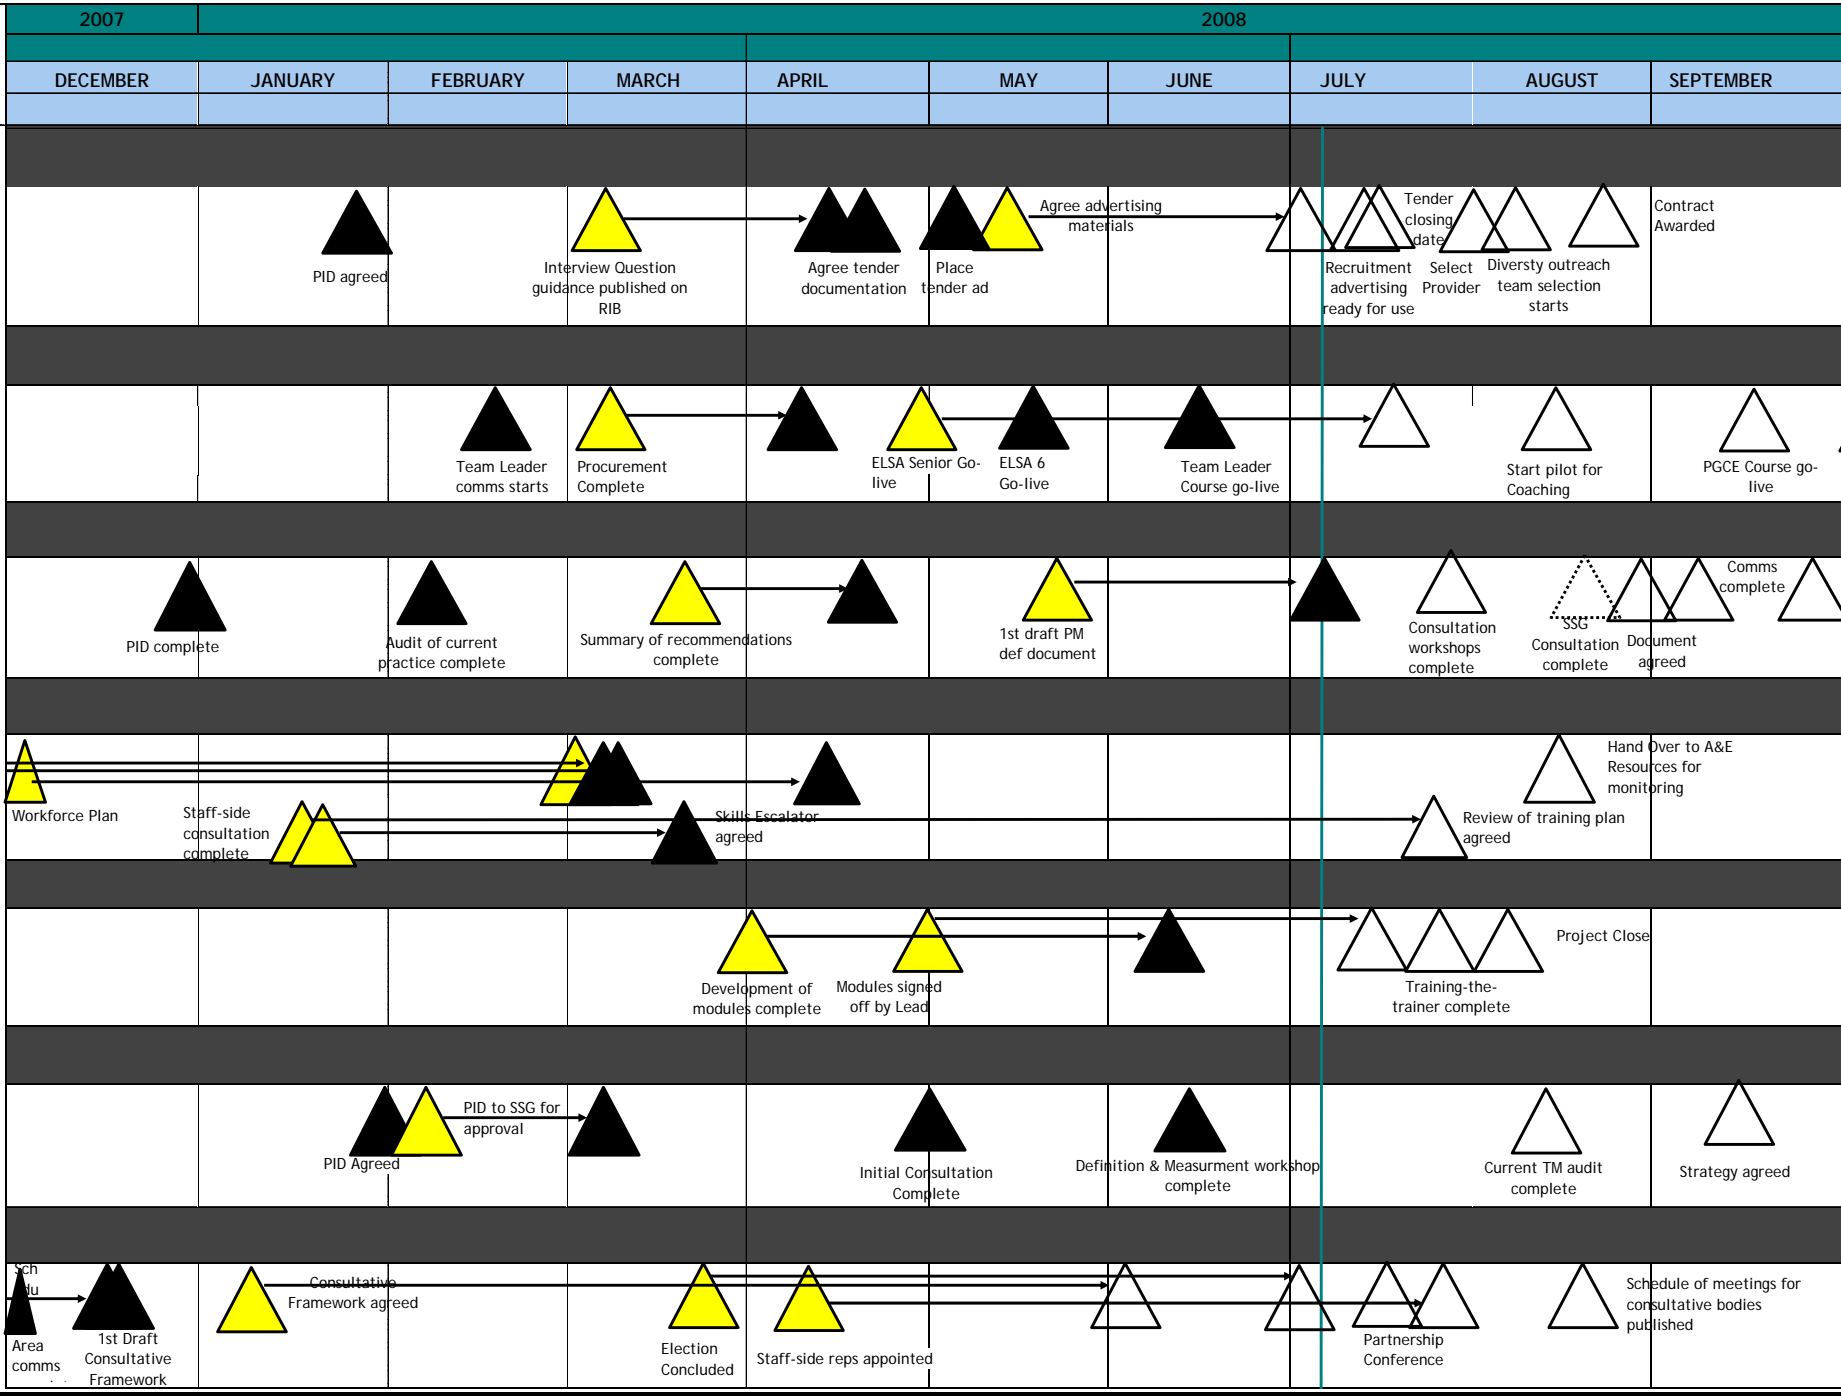 2007
2008
DECEMBER
JANUARY
FEBRUARY
MARCH
APRIL
MAY
JUNE
JULY
AUGUST
SEPTEMBER
PID agreed
Interview Question
guidance published on
RIB
Agree tender
documentation
Place
tender ad
Agree advertising
materials
Recruitment
advertising
ready for use
Tender
closing
date
Select
Provider
Diversty outreach
team selection
starts
Contract
Awarded
Team Leader
comms starts
Procurement
Complete
ELSA Senior Go-
live
ELSA 6
Go-live
Team Leader
Course go-live
Start pilot for
Coaching
PGCE Course go-
live
PID complete
Audit of current
practice complete
Summary of recommendations
complete
1st draft PM
def document
Consultation
workshops
complete
SSG
Consultation
complete
Document
agreed
Comms
complete
Workforce Plan
Staff-side
consultation
complete
Skills Escalator
agreed
Review of training plan
agreed
Hand Over to A&E
Resources for
monitoring
Development of
modules complete
Modules signed
off by Lead
Training-the-
trainer complete
Project Close
PID Agreed
PID to SSG for
approval
Initial Consultation
Complete
Definition & Measurment workshop
complete
Current TM audit
complete
Strategy agreed
Sch
du
Area
comms
1st Draft
Consultative
Framework
Consultative
Framework agreed
Election
Concluded
Staff-side reps appointed
Partnership
Conference
Schedule of meetings for
consultative bodies
published